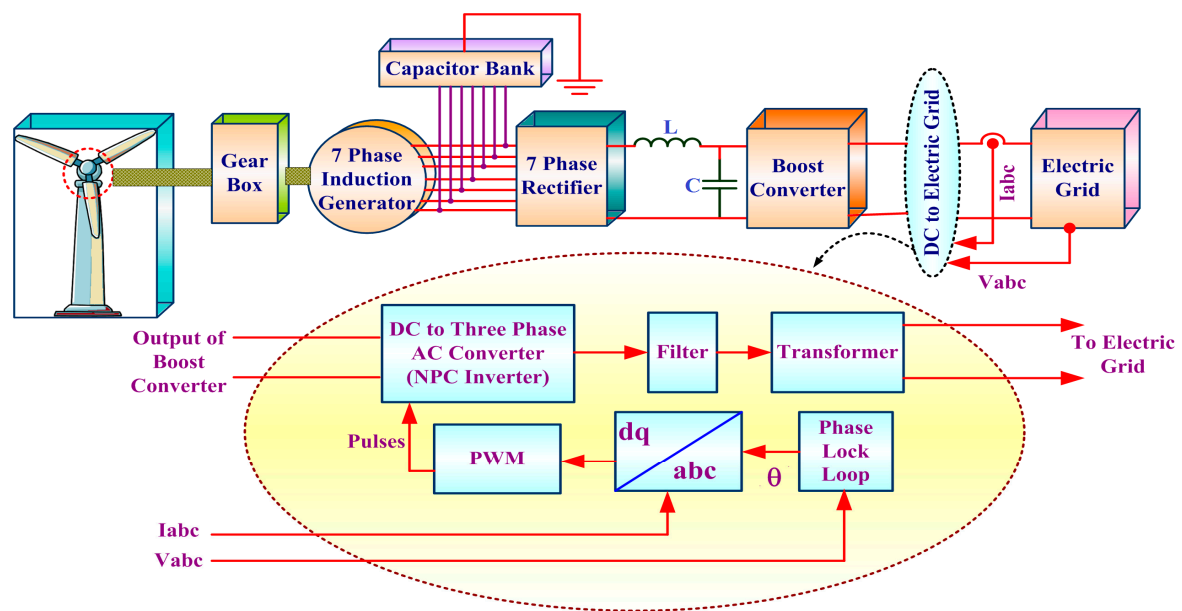 Capacitor Bank
Gear
Box
7 Phase
Induction
Generator
7 Phase
Rectifier
L
C
Boost
Converter
DC to Electric Grid
Iabc
Electric
Grid
Vabc
Output of
Boost
Converter
DC to Three Phase
AC Converter
(NPC Inverter)
Filter
Transformer
To Electric
Grid
Pulses
PWM
dq
abc
θ
Phase
Lock
Loop
Iabc
Vabc